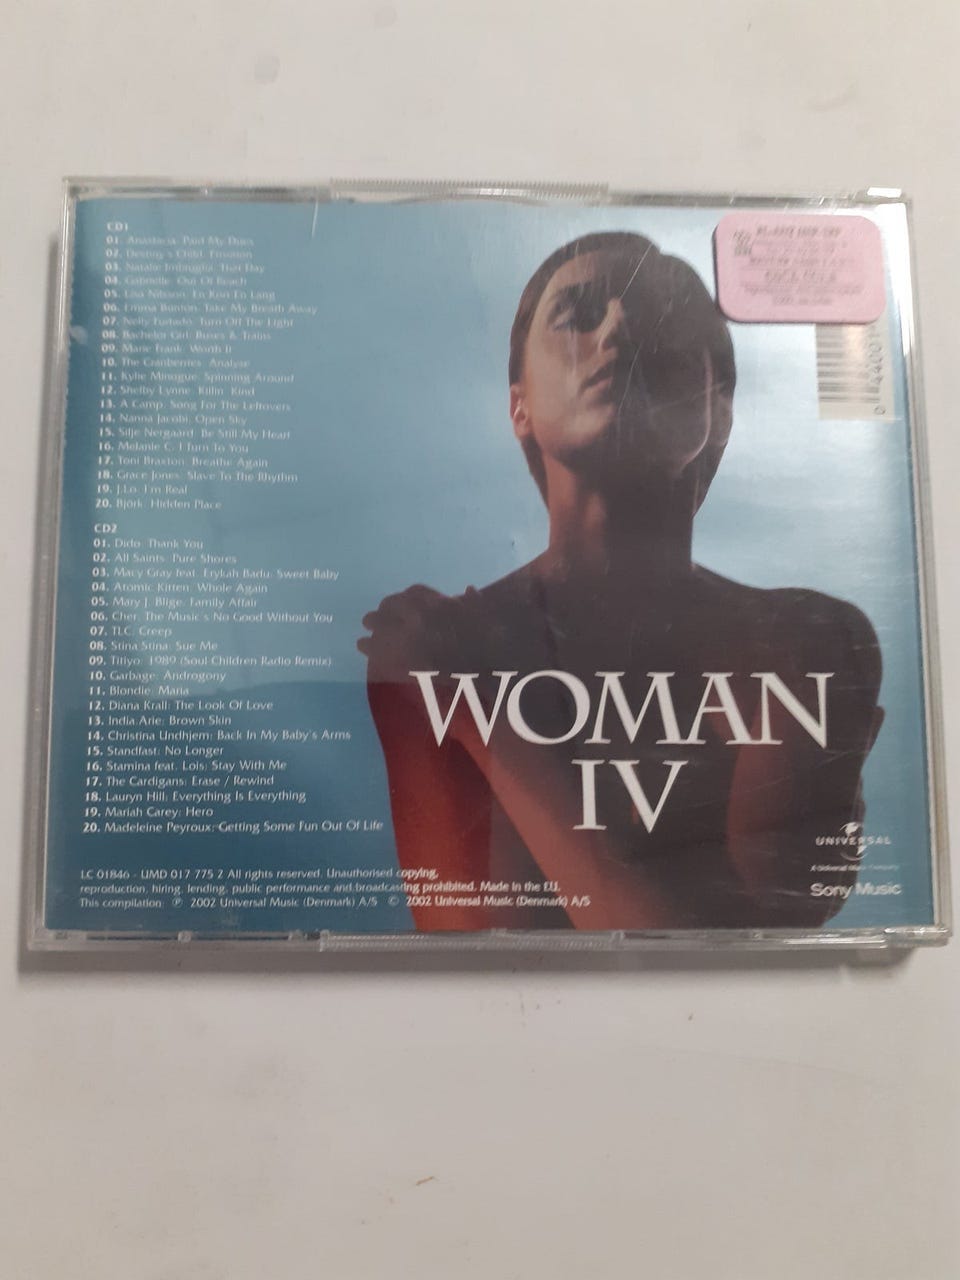 CD1
01. Anastacia: Paid My Dues
02. Destiny's Child: Emotion
03. Natalie Imbruglia: That Day
04. Gabrielle: Out Of Reach
05. Lisa Nilsson: En Kon En Lang
06. Emma Bunton: Take My Breath Away
07. Nelly Furtado: Turn Off The Light
08. Bachelor Girl: Buses & Trains
09. Marie Frank: Worth It
10. The Cranberries: Analyse
11. Kylie Minogue: Spinning Around
12. Shelby Lynne: Killin' Kind
13. A Camp: Song For The Leftovers
14. Nanna Jacobi: Open Sky
15. Silje Nergaard: Be Still My Heart
16. Melanie C: I Turn To You
17. Toni Braxton: Breathe Again
18. Grace Jones: Slave To The Rhythm
19. J.Lo: I'm Real
20. Björk: Hidden Place
CD2
01. Dido: Thank You
02. All Saints: Pure Shores
03. Macy Gray feat. Erykah Badu: Sweet Baby
04. Atomic Kitten: Whole Again
05. Mary J. Blige: Family Affair
06. Cher: The Music's No Good Without You
07. TLC: Creep
08. Stina Stina: Sue Me
09. Titiyo: 1989 (Soul Children Radio Remix)
10. Garbage: Androgony
11. Blondie: Maria
12. Diana Krall: The Look Of Love
13. India.Arie: Brown Skin
14. Christina Undhjem: Back In My Baby's Arms
15. Standfast: No Longer
16. Stamina feat. Lois: Stay With Me
17. The Cardigans: Erase / Rewind
18. Lauryn Hill: Everything Is Everything
19. Mariah Carey: Hero
20. Madeleine Peyroux: Getting Some Fun Out Of Life
WOMAN
IV
UNIVERSAL
A Universal Music Company
Sony Music
LC 01846 - UMD 017 775 2 All rights reserved. Unauthorised copying,
reproduction, hiring, lending, public performance and broadcasting prohibited. Made in the EU.
This compilation: ℗ 2002 Universal Music (Denmark) A/S © 2002 Universal Music (Denmark) A/S